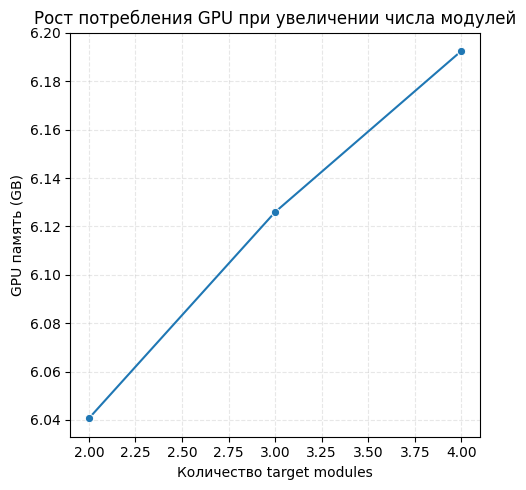 Рост потребления GPU при увеличении числа модулей
6.20
6.18
6.16
6.14
6.12
6.10
6.08
6.06
6.04
GPU память (GB)
2.00 2.25 2.50 2.75 3.00 3.25 3.50 3.75 4.00
Количество target modules